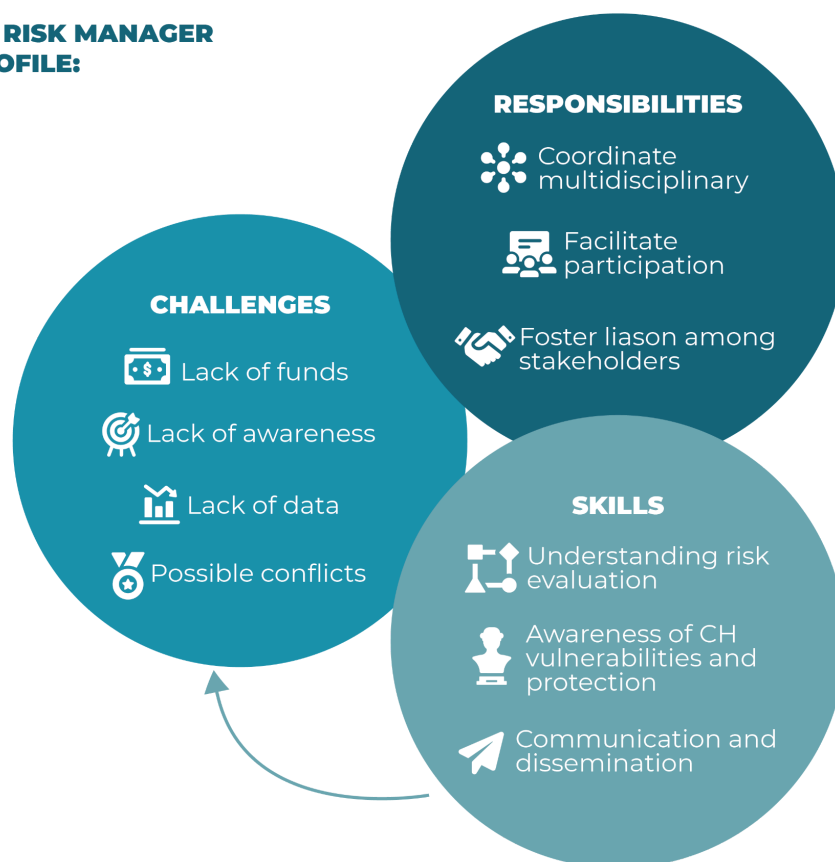 RISK MANAGER
OFILE:
RESPONSIBILITIES
Coordinate
multidisciplinary
Facilitate
participation
Foster liason among
stakeholders
CHALLENGES
Lack of funds
Lack of awareness
Lack of data
Possible conflicts
SKILLS
Understanding risk
evaluation
Awareness of CH
vulnerabilities and
protection
Communication and
dissemination